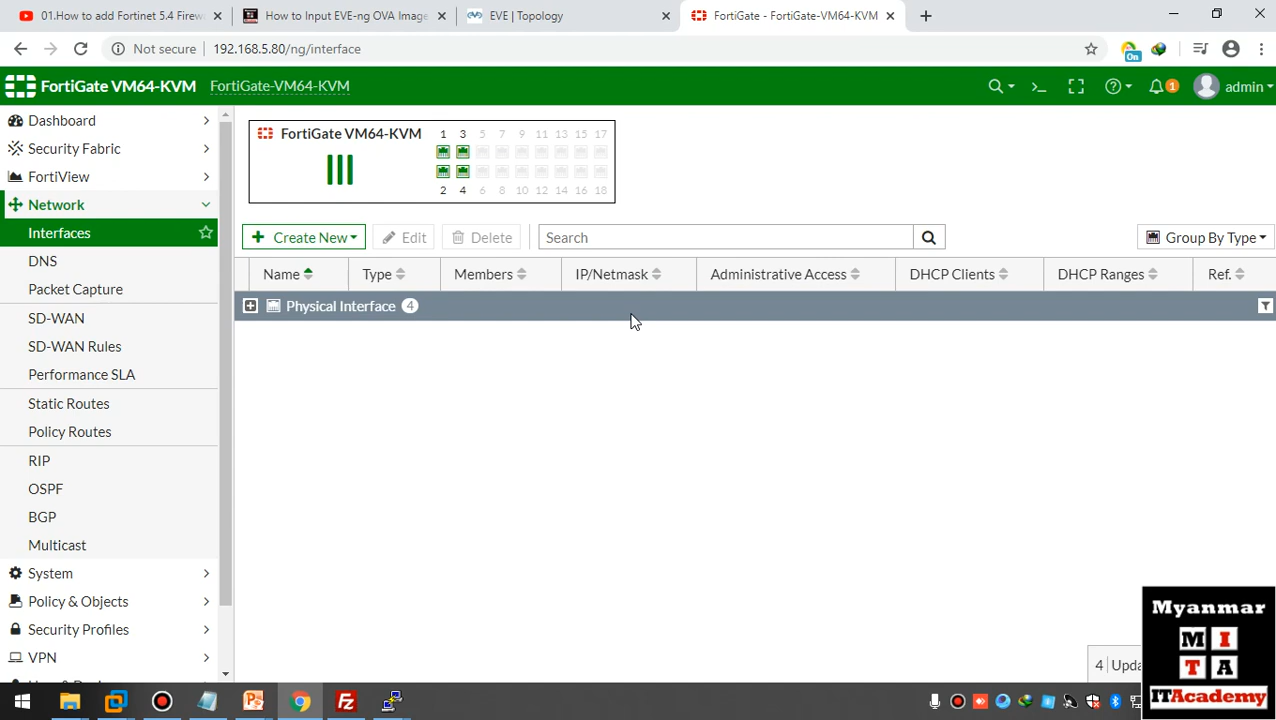 01.How to add Fortinet 5.4 Firew
How to Input EVE-ng OVA Image
EVE | Topology
FortiGate - FortiGate-VM64-KVM
Not secure
192.168.5.80/ng/interface
On
FortiGate VM64-KVM
FortiGate-VM64-KVM
1
admin
Dashboard
Security Fabric
FortiView
Network
Interfaces
DNS
Packet Capture
SD-WAN
SD-WAN Rules
Performance SLA
Static Routes
Policy Routes
RIP
OSPF
BGP
Multicast
System
Policy & Objects
Security Profiles
VPN
FortiGate VM64-KVM
1 3 5 7 9 11 13 15 17
2 4 6 8 10 12 14 16 18
Create New
Edit
Delete
Search
Group By Type
Name
Type
Members
IP/Netmask
Administrative Access
DHCP Clients
DHCP Ranges
Ref.
Physical Interface 4
4
Upda
Myanmar
M I
T A
ITAcademy